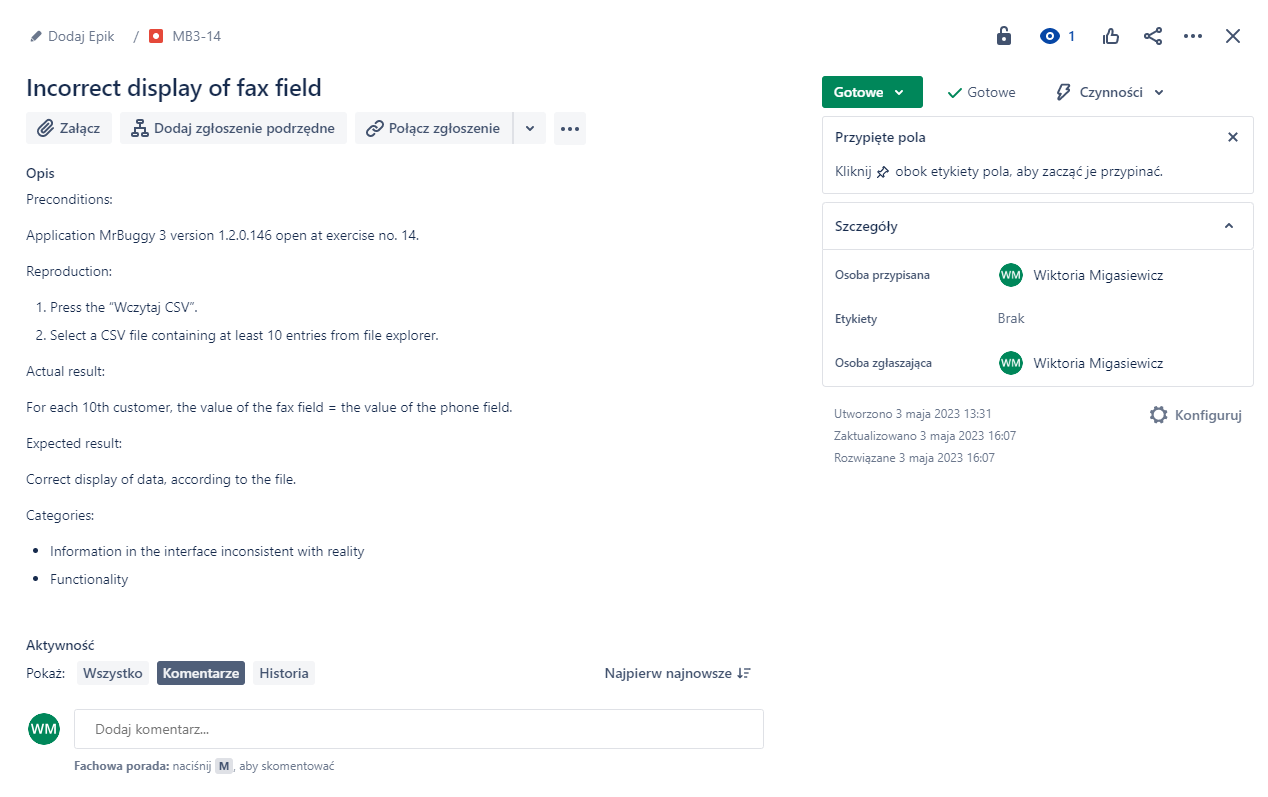 Dodaj Epik / MB3-14
1
Incorrect display of fax field
Załącz Dodaj zgłoszenie podrzędne Połącz zgłoszenie
Opis
Preconditions:
Application MrBuggy 3 version 1.2.0.146 open at exercise no. 14.
Reproduction:
1. Press the “Wczytaj CSV”.
2. Select a CSV file containing at least 10 entries from file explorer.
Actual result:
For each 10th customer, the value of the fax field = the value of the phone field.
Expected result:
Correct display of data, according to the file.
Categories:
• Information in the interface inconsistent with reality
• Functionality
Aktywność
Pokaż: Wszystko Komentarze Historia Najpierw najnowsze
WM Dodaj komentarz...
Fachowa porada: naciśnij M, aby skomentować
Gotowe Gotowe Czynności
Przypięte pola
Kliknij obok etykiety pola, aby zacząć je przypinać.
Szczegóły
Osoba przypisana WM Wiktoria Migasiewicz
Etykiety Brak
Osoba zgłaszająca WM Wiktoria Migasiewicz
Utworzono 3 maja 2023 13:31 Konfiguruj
Zaktualizowano 3 maja 2023 16:07
Rozwiązane 3 maja 2023 16:07